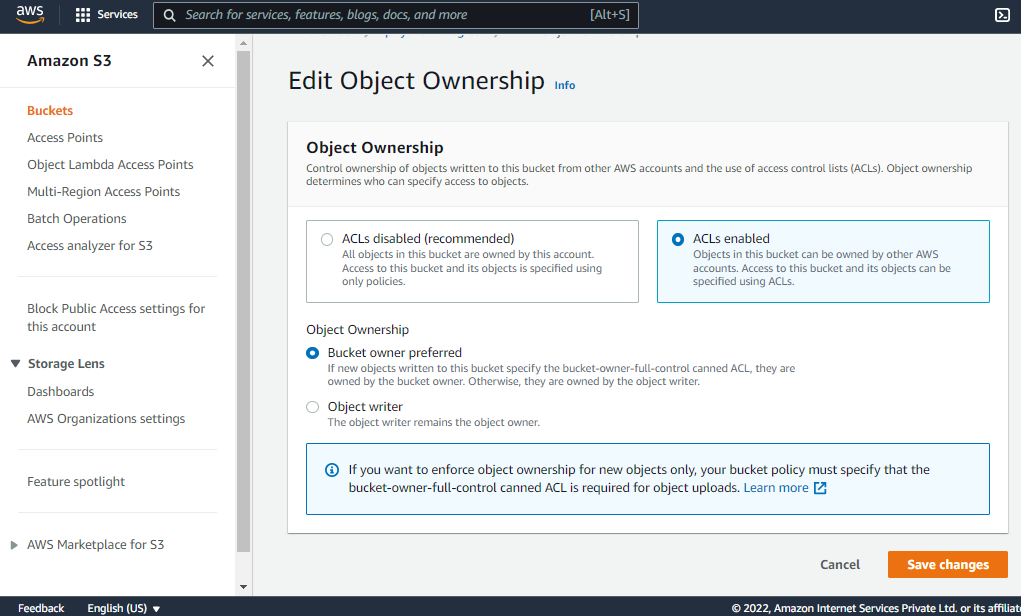 aws
Services
Search for services, features, blogs, docs, and more
[Alt+S]
Amazon S3
Buckets
Access Points
Object Lambda Access Points
Multi-Region Access Points
Batch Operations
Access analyzer for S3
Block Public Access settings for
this account
Storage Lens
Dashboards
AWS Organizations settings
Feature spotlight
AWS Marketplace for S3
Edit Object Ownership Info
Object Ownership
Control ownership of objects written to this bucket from other AWS accounts and the use of access control lists (ACLs). Object ownership
determines who can specify access to objects.
ACLs disabled (recommended)
All objects in this bucket are owned by this account.
Access to this bucket and its objects is specified using
only policies.
ACLs enabled
Objects in this bucket can be owned by other AWS
accounts. Access to this bucket and its objects can be
specified using ACLs.
Object Ownership
Bucket owner preferred
If new objects written to this bucket specify the bucket-owner-full-control canned ACL, they are
owned by the bucket owner. Otherwise, they are owned by the object writer.
Object writer
The object writer remains the object owner.
If you want to enforce object ownership for new objects only, your bucket policy must specify that the
bucket-owner-full-control canned ACL is required for object uploads. Learn more
Cancel
Save changes
Feedback
English (US)
© 2022, Amazon Internet Services Private Ltd. or its affiliat